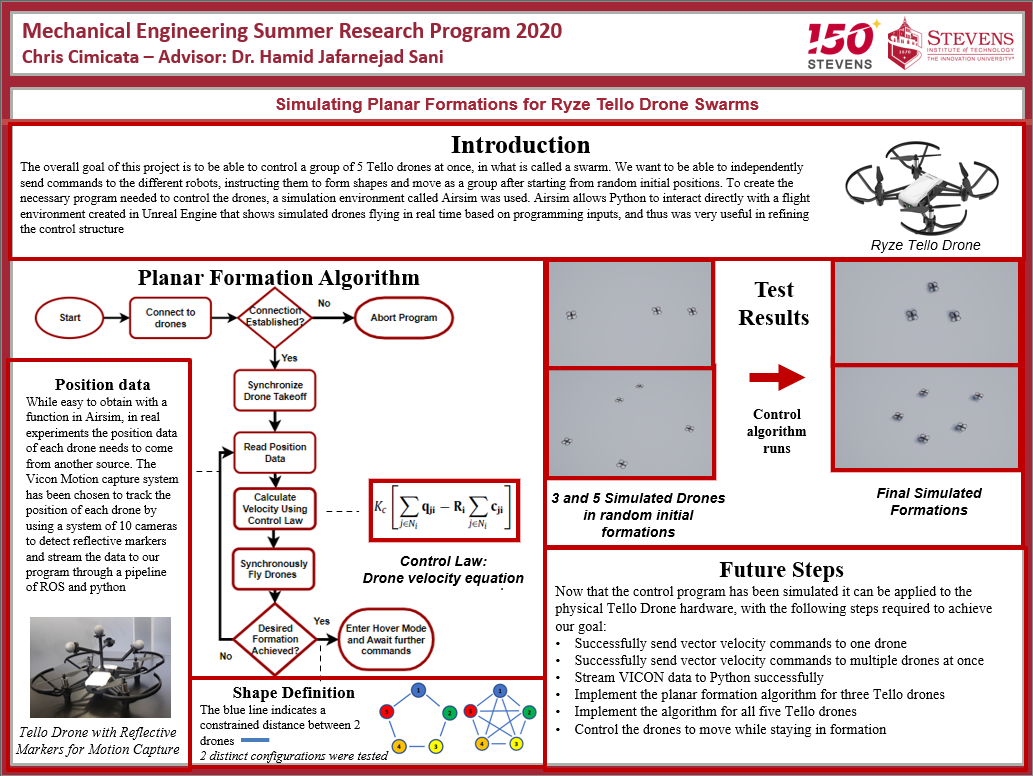 Mechanical Engineering Summer Research Program 2020
Chris Cimicata – Advisor: Dr. Hamid Jafarnejad Sani
150
STEVENS
1870
STEVENS
INSTITUTE of TECHNOLOGY
THE INNOVATION UNIVERSITY®
Simulating Planar Formations for Ryze Tello Drone Swarms
Introduction
The overall goal of this project is to be able to control a group of 5 Tello drones at once, in what is called a swarm. We want to be able to independently
send commands to the different robots, instructing them to form shapes and move as a group after starting from random initial positions. To create the
necessary program needed to control the drones, a simulation environment called Airsim was used. Airsim allows Python to interact directly with a flight
environment created in Unreal Engine that shows simulated drones flying in real time based on programming inputs, and thus was very useful in refining
the control structure
Ryze Tello Drone
Planar Formation Algorithm
Start
Connect to
drones
Connection
Established?
No
Abort Program
Yes
Synchronize
Drone Takeoff
Read Position
Data
Calculate
Velocity Using
Control Law
Synchronously
Fly Drones
Desired
Formation
Achieved?
Yes
No
Enter Hover Mode
and Await further
commands
Position data
While easy to obtain with a
function in Airsim, in real
experiments the position data
of each drone needs to come
from another source. The
Vicon Motion capture system
has been chosen to track the
position of each drone by
using a system of 10 cameras
to detect reflective markers
and stream the data to our
program through a pipeline
of ROS and python
Tello Drone with Reflective
Markers for Motion Capture
K_c [ ∑_{j∈N_i} q_ji − R_i ∑_{j∈N_i} c_ji ]
Control Law:
Drone velocity equation
Shape Definition
The blue line indicates a
constrained distance between 2
drones
2 distinct configurations were tested
1
5 2
4 3
1
5 2
4 3
Test
Results
Control
algorithm
runs
3 and 5 Simulated Drones
in random initial
formations
Final Simulated
Formations
Future Steps
Now that the control program has been simulated it can be applied to the
physical Tello Drone hardware, with the following steps required to achieve
our goal:
• Successfully send vector velocity commands to one drone
• Successfully send vector velocity commands to multiple drones at once
• Stream VICON data to Python successfully
• Implement the planar formation algorithm for three Tello drones
• Implement the algorithm for all five Tello drones
• Control the drones to move while staying in formation